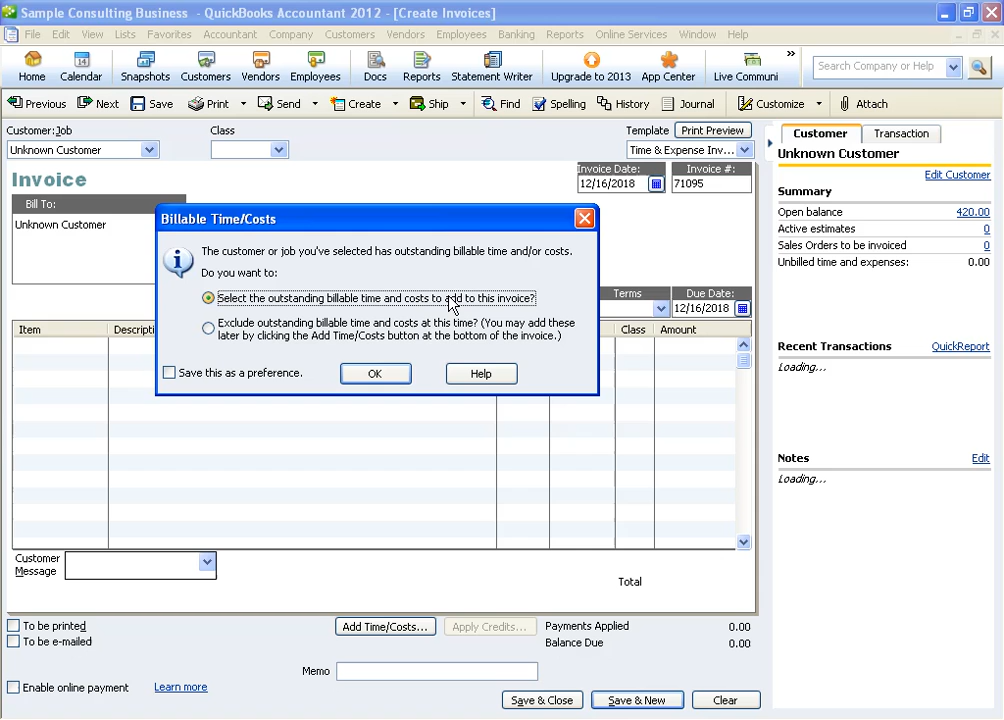 Sample Consulting Business - QuickBooks Accountant 2012 - [Create Invoices]
File Edit View Lists Favorites Accountant Company Customers Vendors Employees Banking Reports Online Services Window Help
Home Calendar Snapshots Customers Vendors Employees Docs Reports Statement Writer Upgrade to 2013 App Center Live Communi » Search Company or Help
Previous Next Save Print Send Create Ship Find Spelling History Journal Customize Attach
Customer:Job Class Template Print Preview
Unknown Customer Time & Expense Inv...
Invoice
Invoice Date: Invoice #:
12/16/2018 71095
Bill To:
Unknown Customer
Terms Due Date:
12/16/2018
Item Descripti Class Amount
Billable Time/Costs
The customer or job you've selected has outstanding billable time and/or costs.
Do you want to:
Select the outstanding billable time and costs to add to this invoice?
Exclude outstanding billable time and costs at this time? (You may add these
later by clicking the Add Time/Costs button at the bottom of the invoice.)
Save this as a preference. OK Help
Customer
Message
Total
To be printed Add Time/Costs... Apply Credits... Payments Applied 0.00
To be e-mailed Balance Due 0.00
Memo
Enable online payment Learn more
Save & Close Save & New Clear
Customer Transaction
Unknown Customer
Edit Customer
Summary
Open balance 420.00
Active estimates 0
Sales Orders to be invoiced 0
Unbilled time and expenses: 0.00
Recent Transactions QuickReport
Loading...
Notes Edit
Loading...